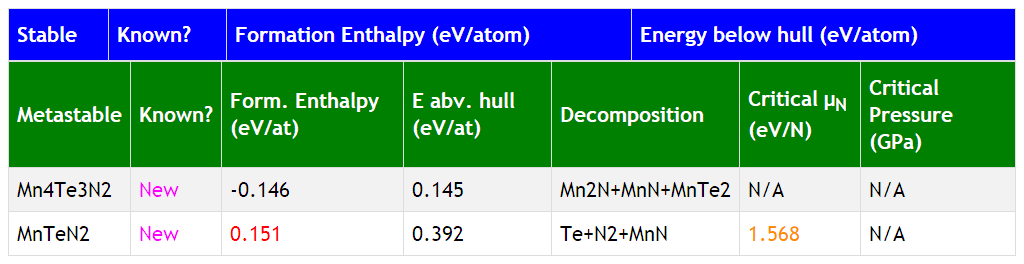 Stable Known? Formation Enthalpy (eV/atom) Energy below hull (eV/atom)
Metastable Known? Form. Enthalpy (eV/at) E abv. hull (eV/at) Decomposition Critical μN (eV/N) Critical Pressure (GPa)
Mn4Te3N2 New -0.146 0.145 Mn2N+MnN+MnTe2 N/A N/A
MnTeN2 New 0.151 0.392 Te+N2+MnN 1.568 N/A